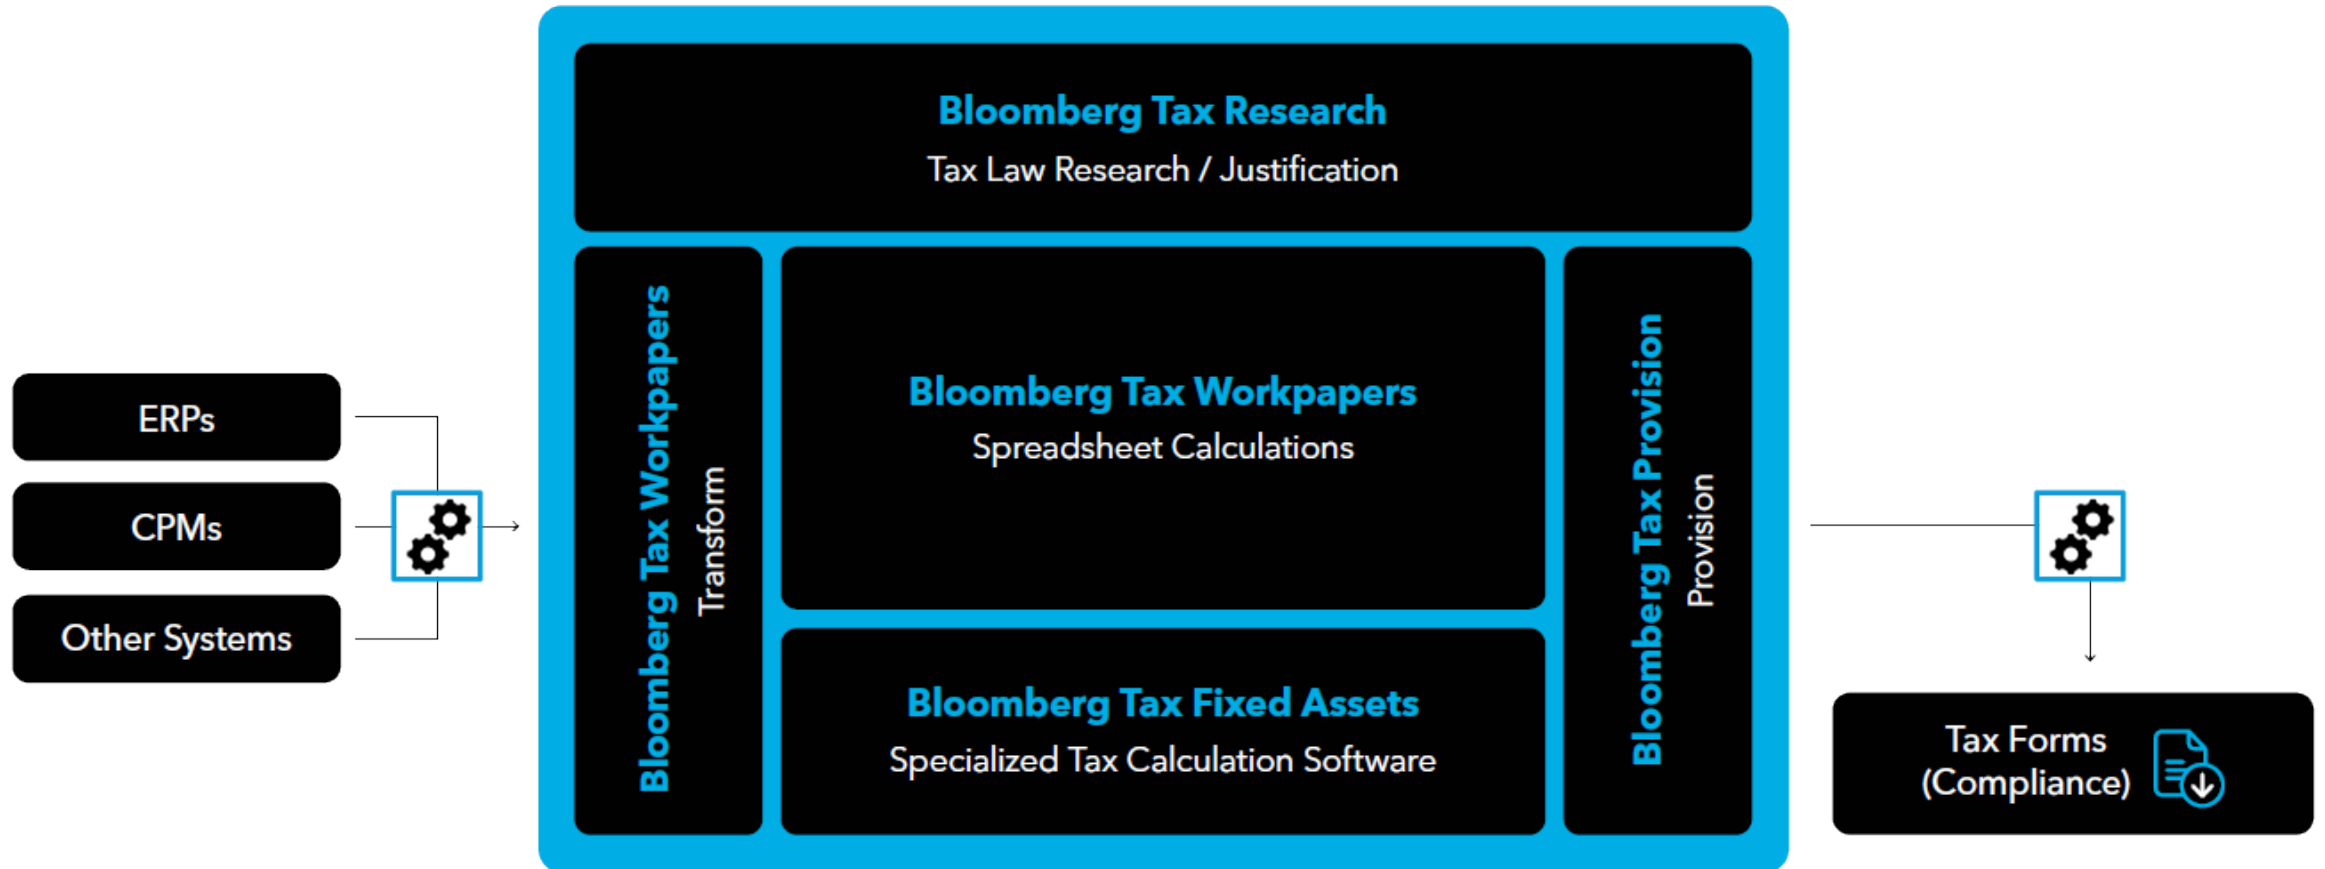 Bloomberg Tax Research
Tax Law Research / Justification
ERPs
CPMs
Other Systems
Bloomberg Tax Workpapers
Transform
Bloomberg Tax Workpapers
Spreadsheet Calculations
Bloomberg Tax Fixed Assets
Specialized Tax Calculation Software
Bloomberg Tax Provision
Provision
Tax Forms
(Compliance)